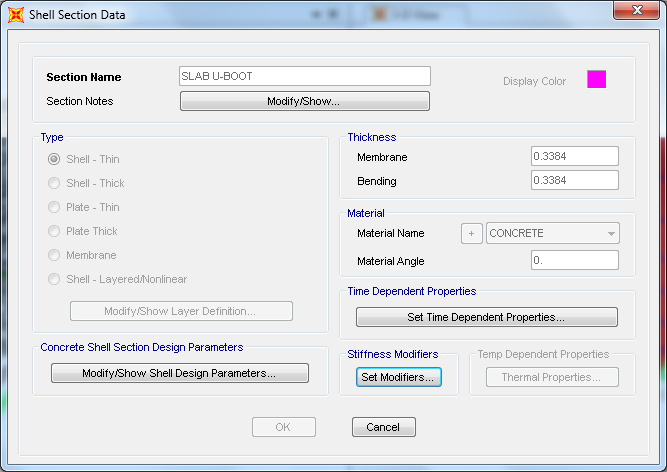 Shell Section Data
Section Name
SLAB U-BOOT
Display Color
Section Notes
Modify/Show...
Type
Shell - Thin
Shell - Thick
Plate - Thin
Plate Thick
Membrane
Shell - Layered/Nonlinear
Modify/Show Layer Definition...
Thickness
Membrane
0.3384
Bending
0.3384
Material
Material Name
+
CONCRETE
Material Angle
0.
Time Dependent Properties
Set Time Dependent Properties...
Concrete Shell Section Design Parameters
Modify/Show Shell Design Parameters...
Stiffness Modifiers
Set Modifiers...
Temp Dependent Properties
Thermal Properties...
OK
Cancel